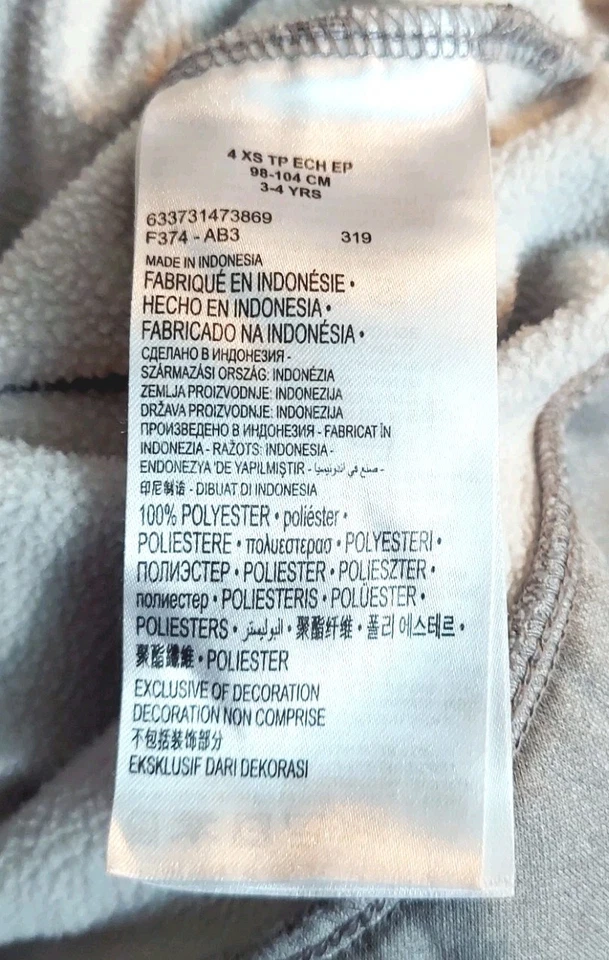 4 XS TP ECH EP
98-104 CM
3-4 YRS
633731473869
F374 - AB3 319
MADE IN INDONESIA
FABRIQUÉ EN INDONÉSIE •
HECHO EN INDONESIA •
FABRICADO NA INDONÉSIA •
СДЕЛАНО В ИНДОНЕЗИЯ -
SZÁRMAZÁSI ORSZÁG: INDONÉZIA
ZEMLJA PROIZVODNJE: INDONEZIJA
DRŽAVA PROIZVODNJE: INDONEZIJA
ПРОИЗВЕДЕНО В ИНДОНЕЗИЯ - FABRICAT ÎN
INDONEZIA - RAŽOTS: INDONESIA -
ENDONEZYA 'DE YAPILMIŞTIR - صنع في اندونيسيا -
印尼制造 - DIBUAT DI INDONESIA
100% POLYESTER • poliéster •
POLIESTERE • πολυεστερασ • POLYESTERI •
ПОЛИЭСТЕР • POLIESTER • POLIESZTER •
полиестер • POLIESTERIS • POLÜESTER •
POLIESTERS • البوليستر • 聚酯纤维 • 폴리 에스테르 •
聚酯纖維 • POLIESTER
EXCLUSIVE OF DECORATION
DECORATION NON COMPRISE
不包括装饰部分
EKSKLUSIF DARI DEKORASI